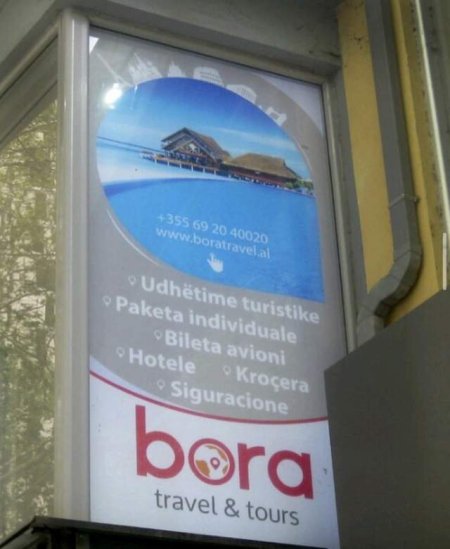 +355 69 20 40020
www.boratravel.al
Udhëtime turistike
Paketa individuale
Bileta avioni
Hotele Kroçera
Siguracione
bora
travel & tours